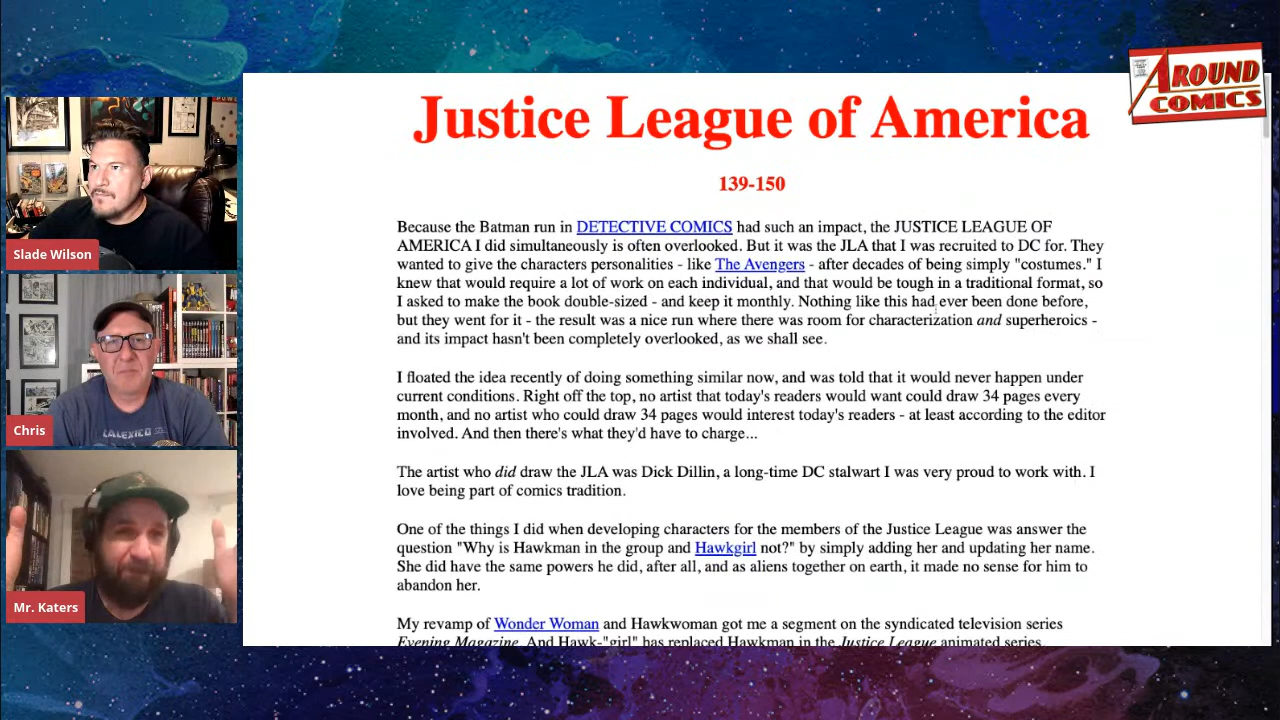 AROUND
COMICS
Justice League of America
139-150
Because the Batman run in DETECTIVE COMICS had such an impact, the JUSTICE LEAGUE OF
AMERICA I did simultaneously is often overlooked. But it was the JLA that I was recruited to DC for. They
wanted to give the characters personalities - like The Avengers - after decades of being simply "costumes." I
knew that would require a lot of work on each individual, and that would be tough in a traditional format, so
I asked to make the book double-sized - and keep it monthly. Nothing like this had ever been done before,
but they went for it - the result was a nice run where there was room for characterization and superheroics -
and its impact hasn't been completely overlooked, as we shall see.
I floated the idea recently of doing something similar now, and was told that it would never happen under
current conditions. Right off the top, no artist that today's readers would want could draw 34 pages every
month, and no artist who could draw 34 pages would interest today's readers - at least according to the editor
involved. And then there's what they'd have to charge...
The artist who did draw the JLA was Dick Dillin, a long-time DC stalwart I was very proud to work with. I
love being part of comics tradition.
One of the things I did when developing characters for the members of the Justice League was answer the
question "Why is Hawkman in the group and Hawkgirl not?" by simply adding her and updating her name.
She did have the same powers he did, after all, and as aliens together on earth, it made no sense for him to
abandon her.
My revamp of Wonder Woman and Hawkwoman got me a segment on the syndicated television series
Evening Magazine. And Hawk-"girl" has replaced Hawkman in the Justice League animated series
Slade Wilson
CALEXICO
Chris
Mr. Katers